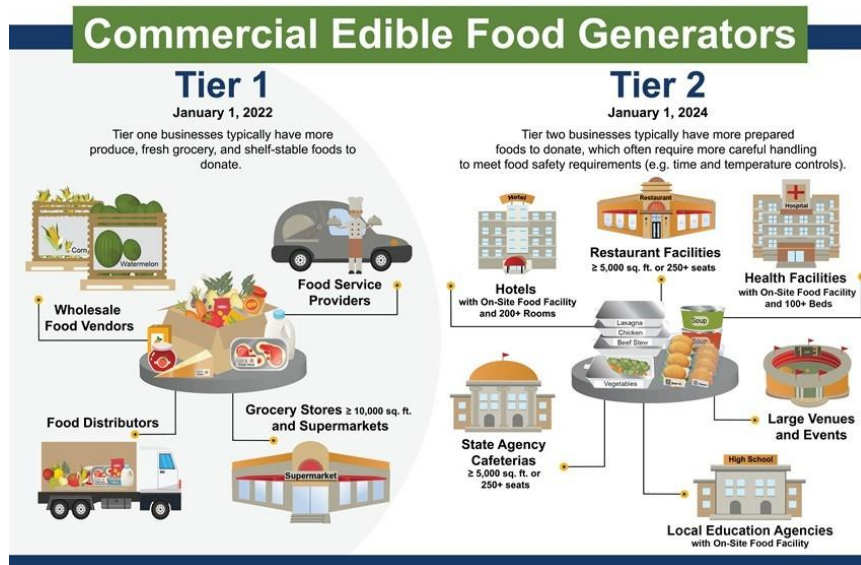 Commercial Edible Food Generators
Tier 1
January 1, 2022
Tier one businesses typically have more
produce, fresh grocery, and shelf-stable foods to
donate.
Corn
Watermelon
Wholesale
Food Vendors
Food Service
Providers
Food Distributors
Grocery Stores ≥ 10,000 sq. ft.
and Supermarkets
Supermarket
Tier 2
January 1, 2024
Tier two businesses typically have more prepared
foods to donate, which often require more careful handling
to meet food safety requirements (e.g. time and temperature controls).
Hotel
Hotels
with On-Site Food Facility
and 200+ Rooms
Restaurant
Restaurant Facilities
≥ 5,000 sq. ft. or 250+ seats
Hospital
Health Facilities
with On-Site Food Facility
and 100+ Beds
Lasagna
Chicken
Beef Stew
Vegetables
Soup
Soup
State Agency
Cafeterias
≥ 5,000 sq. ft. or
250+ seats
Large Venues
and Events
High School
Local Education Agencies
with On-Site Food Facility